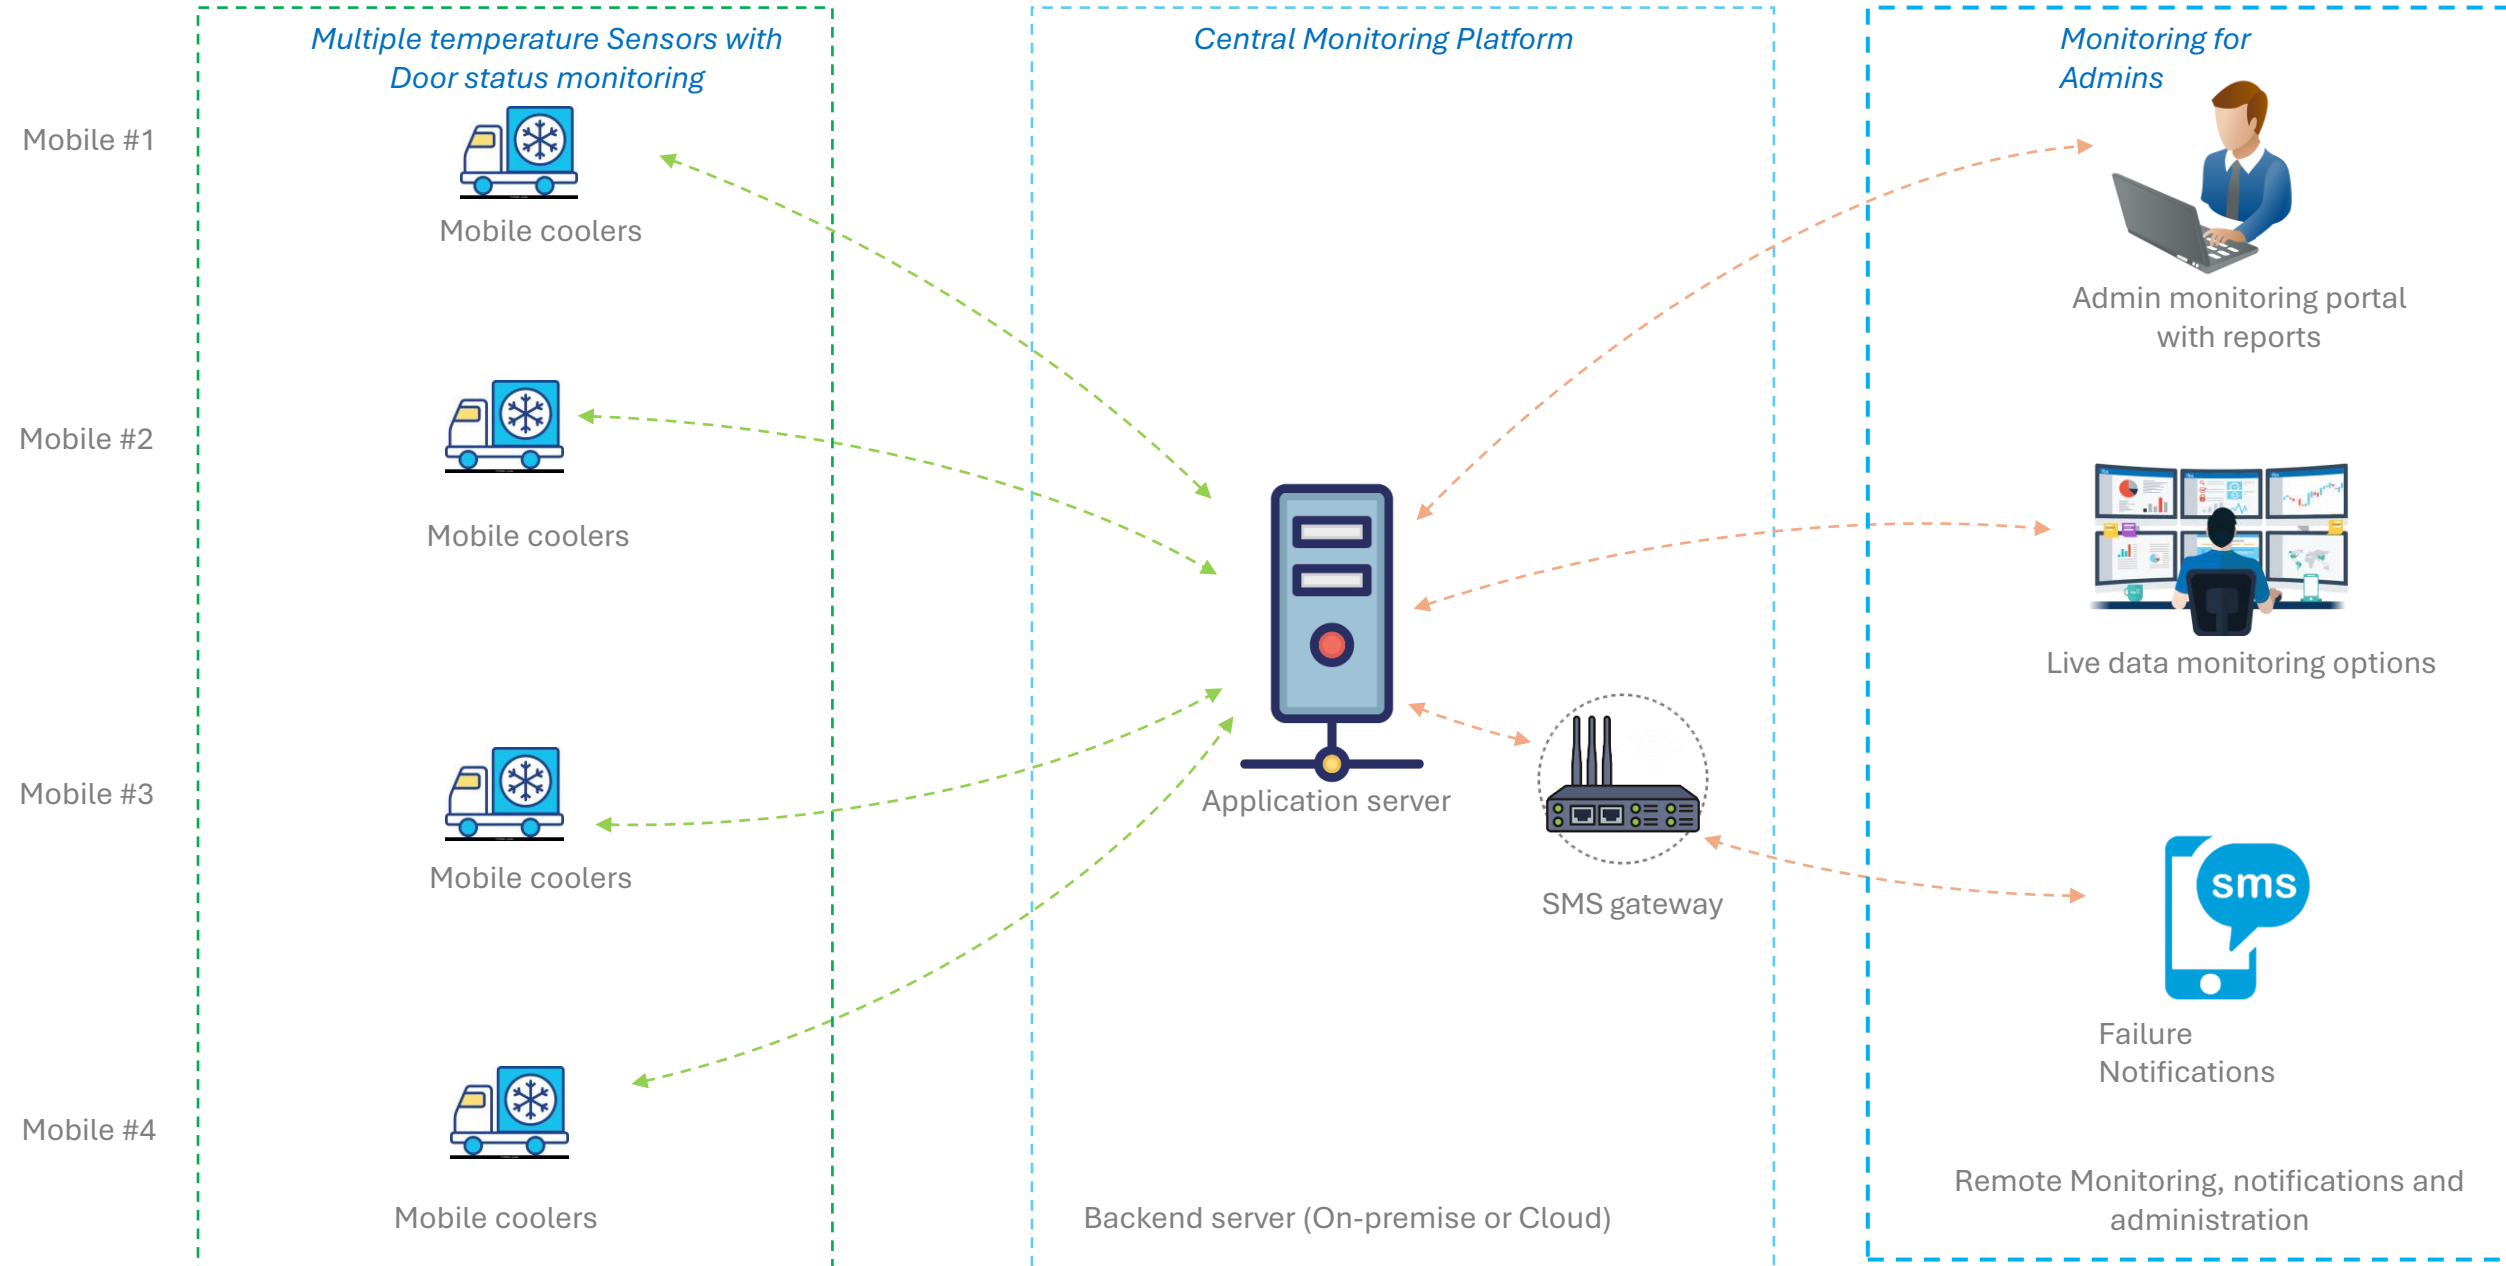 Multiple temperature Sensors with
Door status monitoring
Central Monitoring Platform
Monitoring for
Admins
Mobile #1
Mobile coolers
Admin monitoring portal
with reports
Mobile #2
Mobile coolers
Live data monitoring options
Mobile #3
Application server
Mobile coolers
SMS gateway
sms
Failure
Notifications
Mobile #4
Mobile coolers
Backend server (On-premise or Cloud)
Remote Monitoring, notifications and
administration